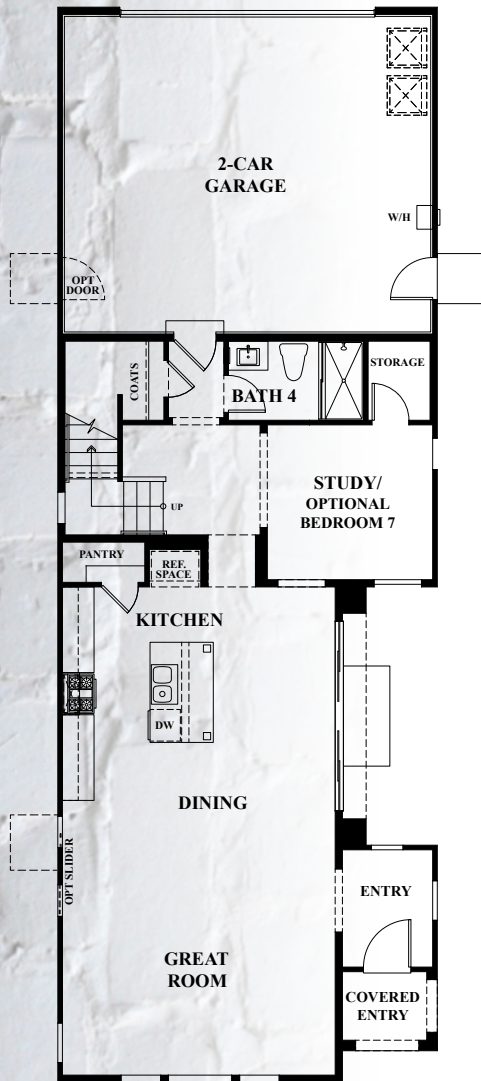 2-CAR
GARAGE
W/H
OPT
DOOR
COATS
BATH 4
STORAGE
STUDY/
OPTIONAL
BEDROOM 7
UP
PANTRY
REF.
SPACE
KITCHEN
DW
DINING
OPT SLIDER
ENTRY
GREAT
ROOM
COVERED
ENTRY